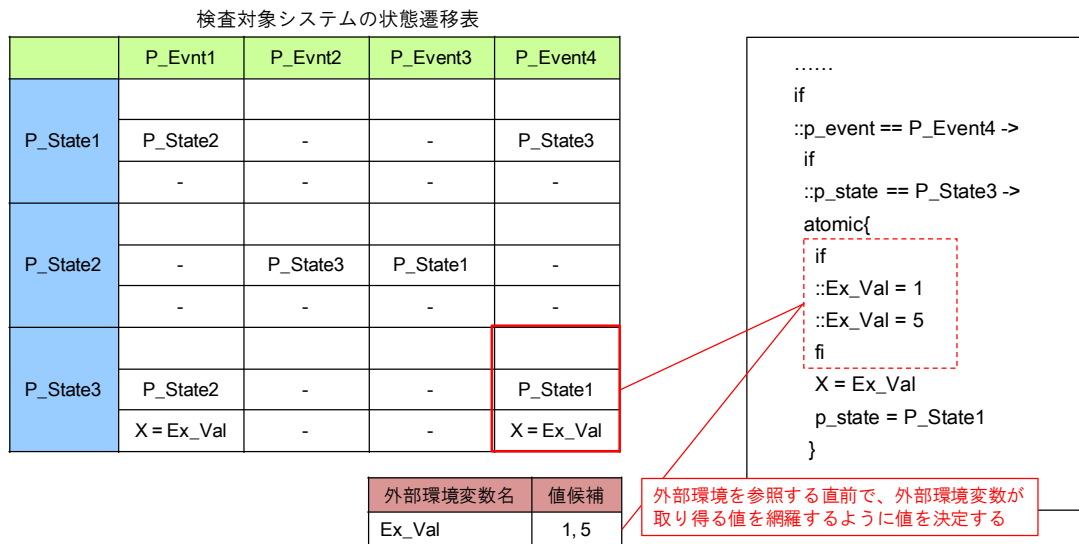 検査対象システムの状態遷移表
P_Evnt1 P_Evnt2 P_Event3 P_Event4
P_State1 P_State2 - - P_State3
- - - -
P_State2 - P_State3 P_State1 -
- - - -
P_State3 P_State2 - - P_State1
X = Ex_Val - - X = Ex_Val
外部環境変数名 値候補
Ex_Val 1, 5
……
if
::p_event == P_Event4 ->
if
::p_state == P_State3 ->
atomic{
if
::Ex_Val = 1
::Ex_Val = 5
fi
X = Ex_Val
p_state = P_State1
}
外部環境を参照する直前で、外部環境変数が
取り得る値を網羅するように値を決定する